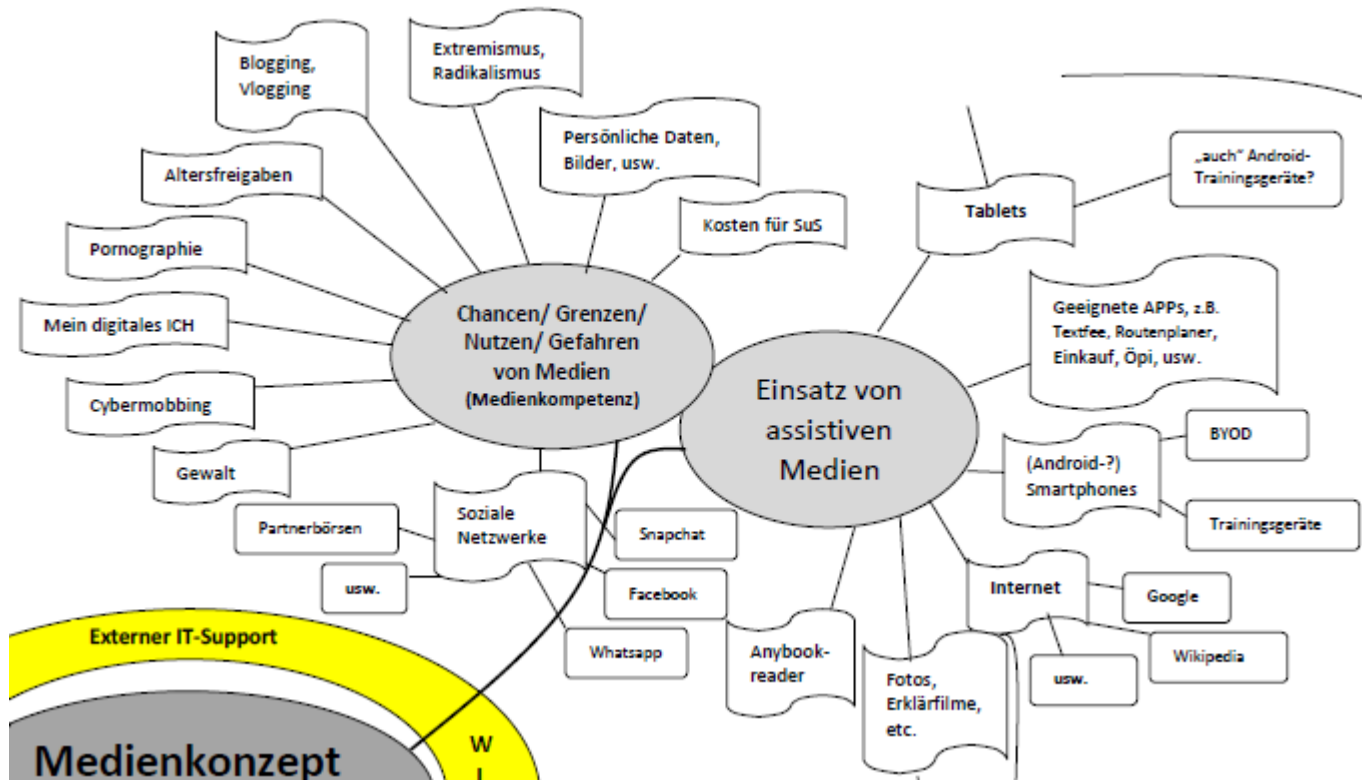 Blogging,
Vlogging
Extremismus,
Radikalismus
Persönliche Daten,
Bilder, usw.
Altersfreigaben
Kosten für SuS
Pornographie
Mein digitales ICH
Cybermobbing
Gewalt
Chancen/ Grenzen/
Nutzen/ Gefahren
von Medien
(Medienkompetenz)
Soziale
Netzwerke
Partnerbörsen
usw.
Snapchat
Facebook
Whatsapp
Einsatz von
assistiven
Medien
Tablets
„auch“ Android-
Trainingsgeräte?
Geeignete APPs, z.B.
Textfee, Routenplaner,
Einkauf, Öpi, usw.
(Android-?)
Smartphones
BYOD
Trainingsgeräte
Internet
Google
Wikipedia
usw.
Anybook-
reader
Fotos,
Erklärfilme,
etc.
Externer IT-Support
W
Medienkonzept